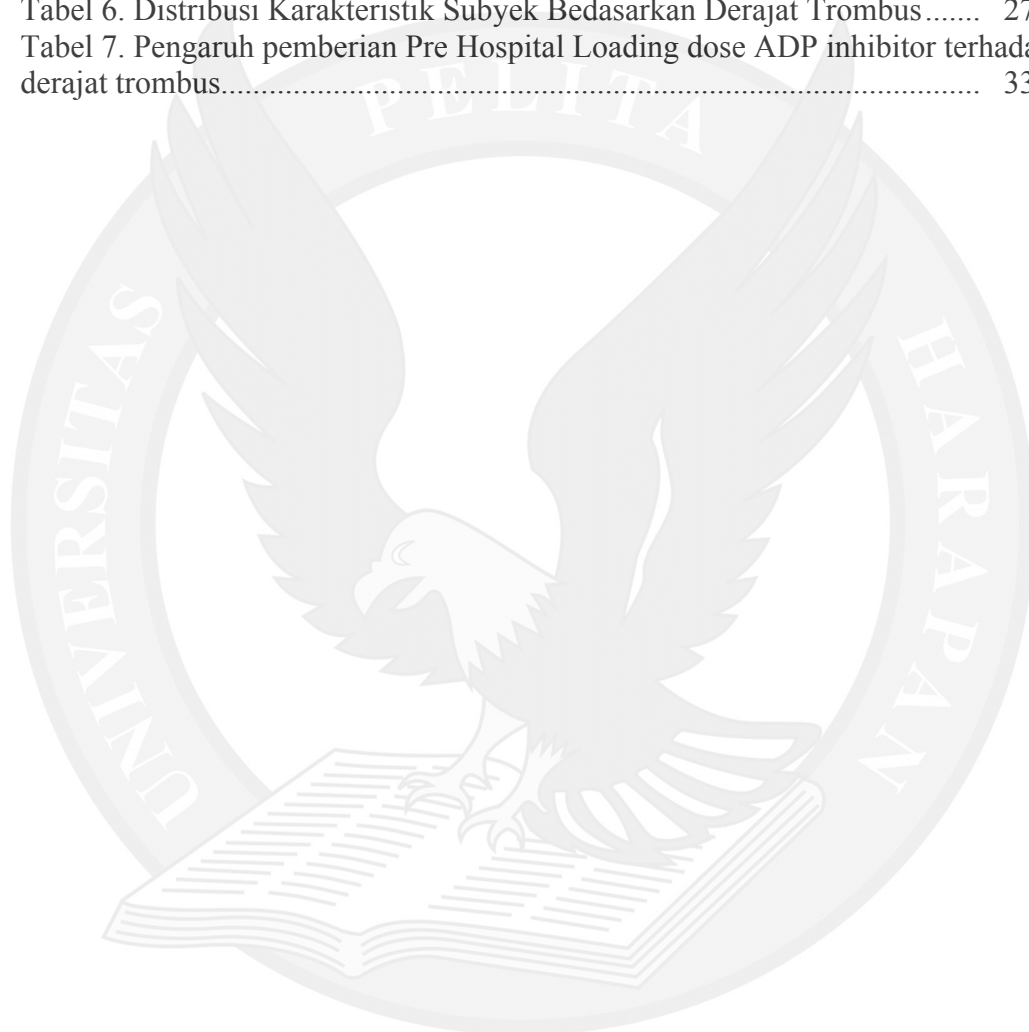 Tabel 6. Distribusi Karakteristik Subyek Bedasarkan Derajat Trombus....... 27
Tabel 7. Pengaruh pemberian Pre Hospital Loading dose ADP inhibitor terhada
derajat trombus.................................................................................... 33
UNIVERSITAS PELITA HARAPAN